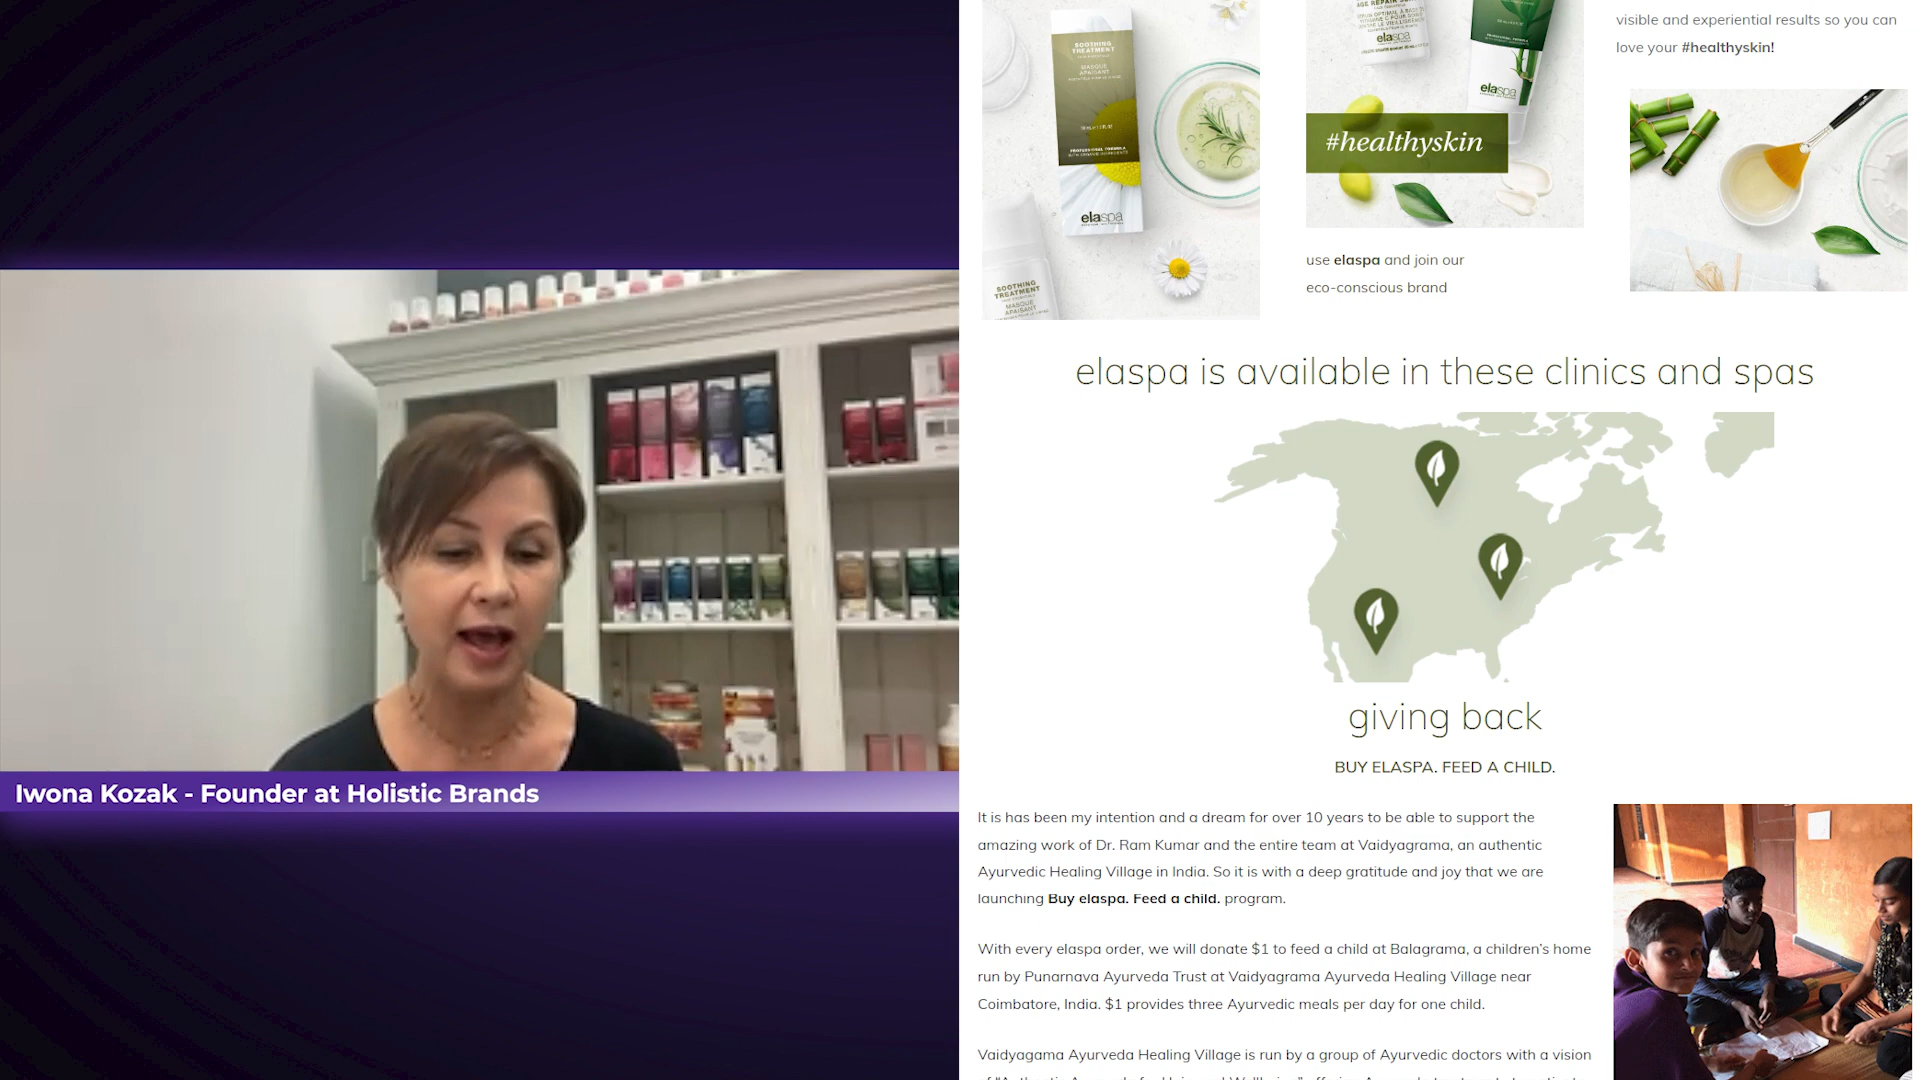 visible and experiential results so you can
love your #healthyskin!
SOOTHING
TREATMENT
MASQUE
APAISANT
elaspa
SOOTHING
TREATMENT
MASQUE
APAISANT
AGE REPAIR
elaspa
elaspa
#healthyskin
use elaspa and join our
eco-conscious brand
elaspa is available in these clinics and spas
giving back
BUY ELASPA. FEED A CHILD.
Iwona Kozak - Founder at Holistic Brands
It is has been my intention and a dream for over 10 years to be able to support the
amazing work of Dr. Ram Kumar and the entire team at Vaidyagrama, an authentic
Ayurvedic Healing Village in India. So it is with a deep gratitude and joy that we are
launching Buy elaspa. Feed a child. program.
With every elaspa order, we will donate $1 to feed a child at Balagrama, a children's home
run by Punarnava Ayurveda Trust at Vaidyagrama Ayurveda Healing Village near
Coimbatore, India. $1 provides three Ayurvedic meals per day for one child.
Vaidyagama Ayurveda Healing Village is run by a group of Ayurvedic doctors with a vision